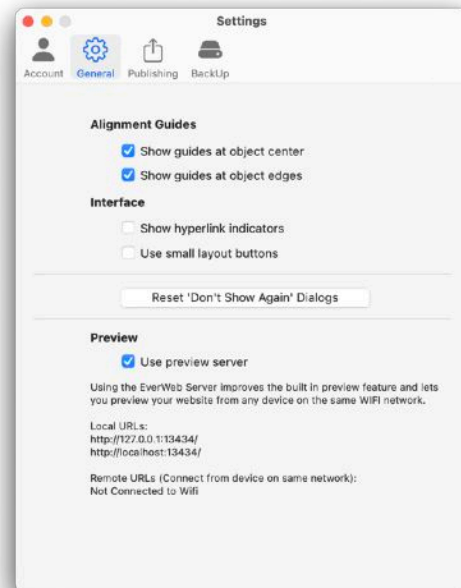 Settings
Account General Publishing BackUp
Alignment Guides
Show guides at object center
Show guides at object edges
Interface
Show hyperlink indicators
Use small layout buttons
Reset 'Don't Show Again' Dialogs
Preview
Use preview server
Using the EverWeb Server improves the built in preview feature and lets
you preview your website from any device on the same WIFI network.
Local URLs:
http://127.0.0.1:13434/
http://localhost:13434/
Remote URLs (Connect from device on same network):
Not Connected to Wifi